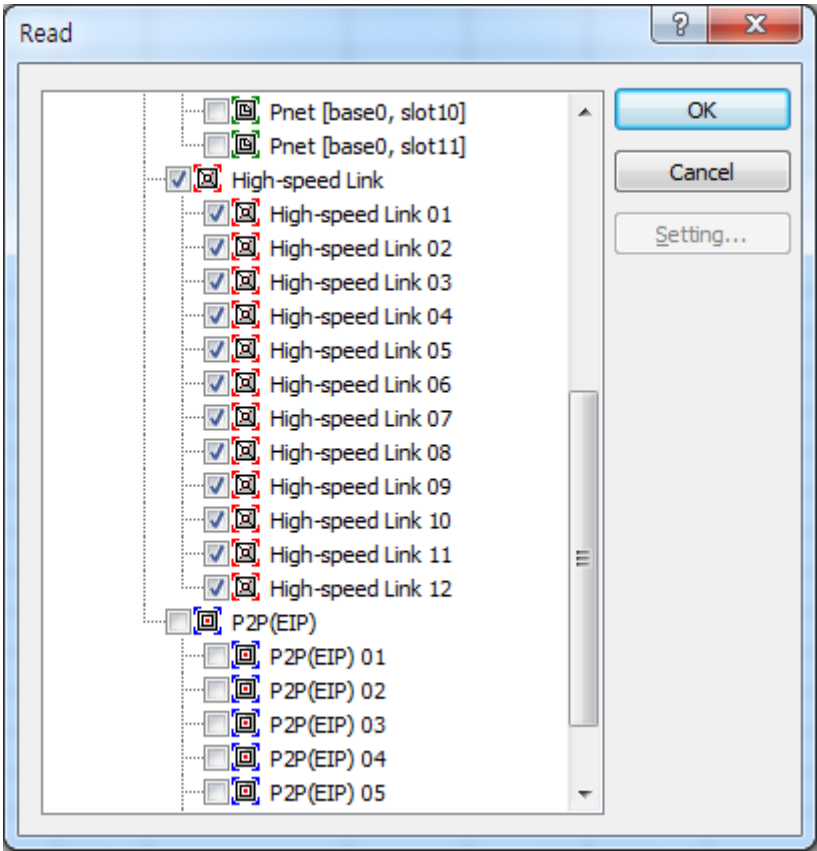 Read
Pnet [base0, slot10]
Pnet [base0, slot11]
High-speed Link
High-speed Link 01
High-speed Link 02
High-speed Link 03
High-speed Link 04
High-speed Link 05
High-speed Link 06
High-speed Link 07
High-speed Link 08
High-speed Link 09
High-speed Link 10
High-speed Link 11
High-speed Link 12
P2P(EIP)
P2P(EIP) 01
P2P(EIP) 02
P2P(EIP) 03
P2P(EIP) 04
P2P(EIP) 05
OK
Cancel
Setting...